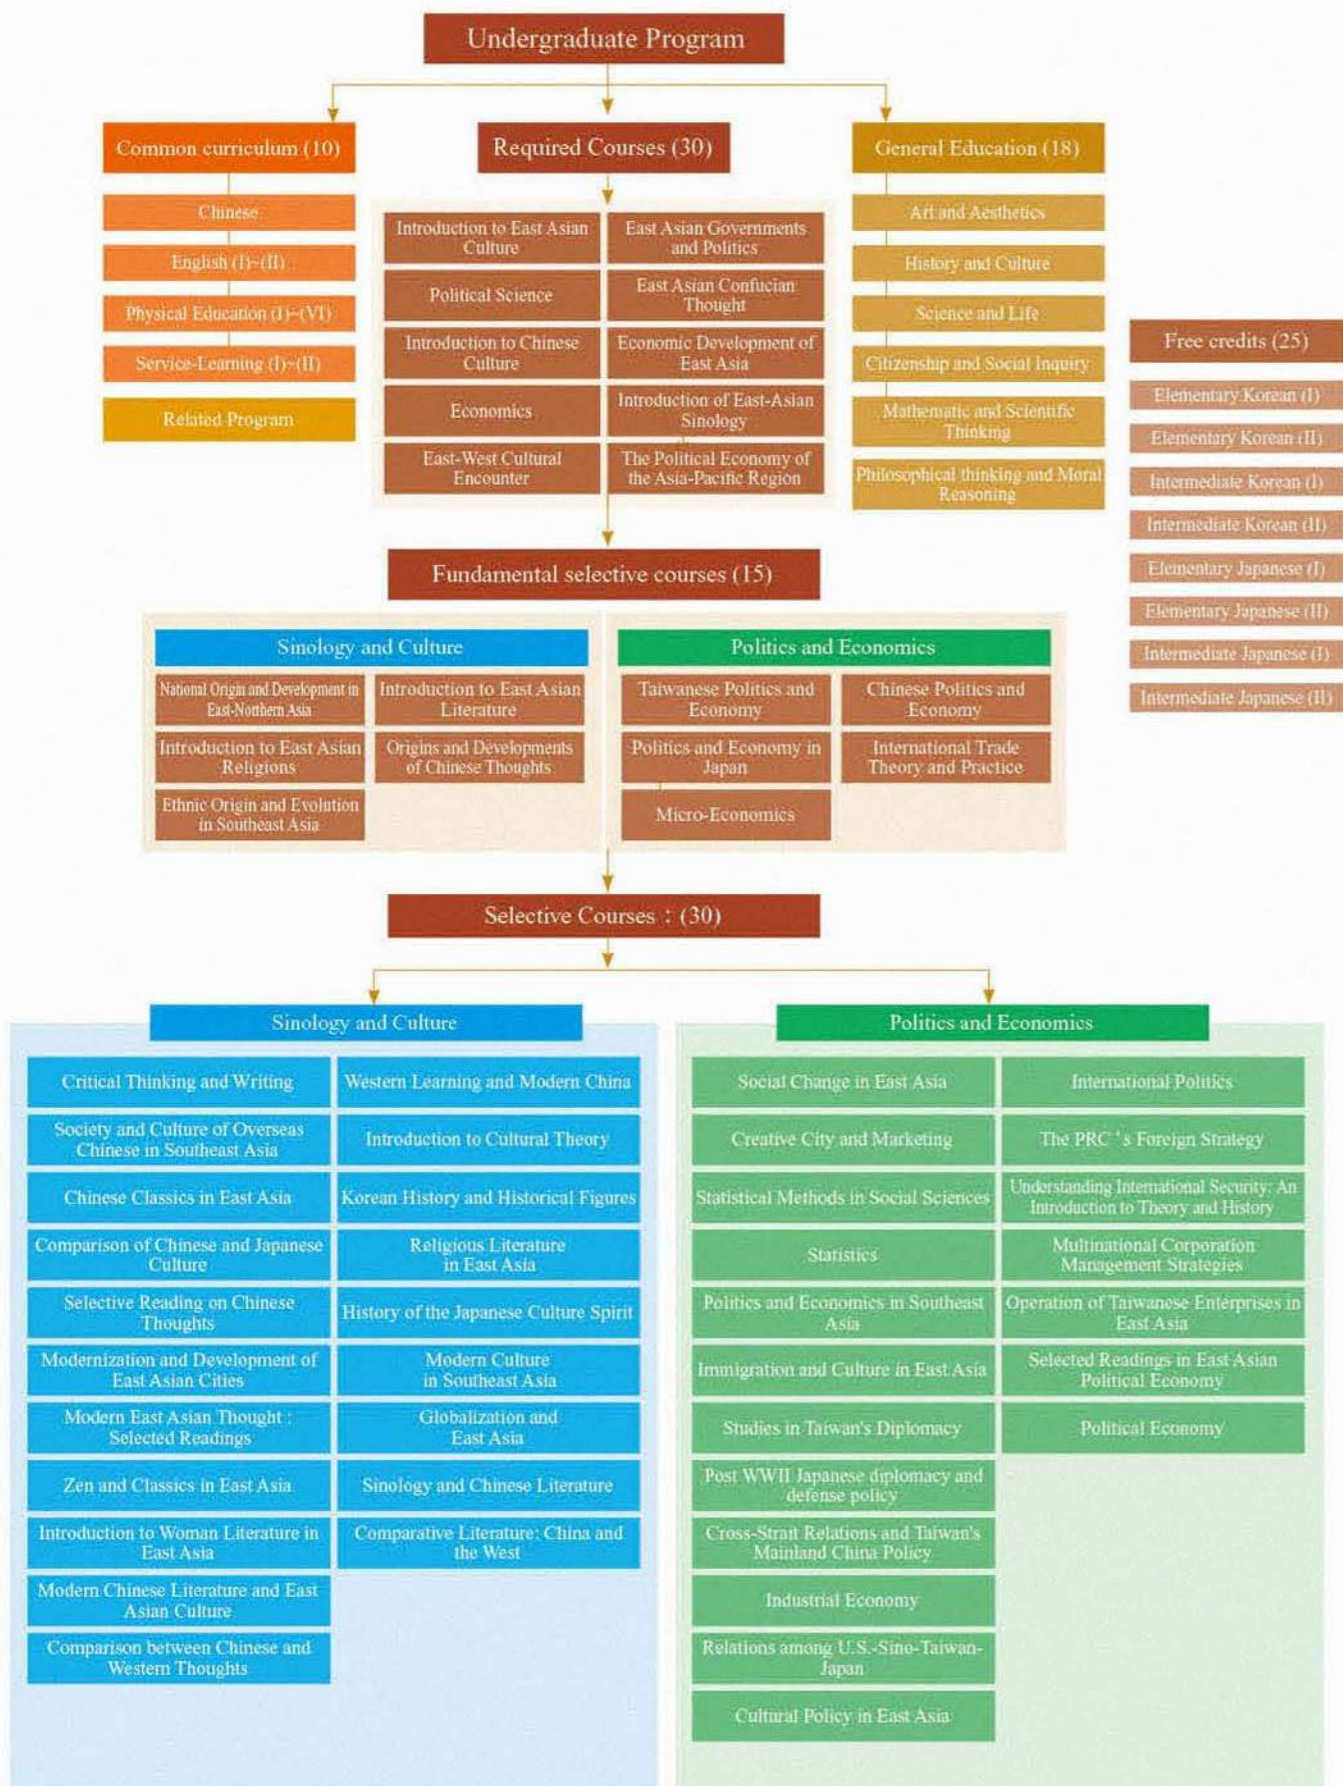 Undergraduate Program
Common curriculum (10)
Chinese
English (I)~(II)
Physical Education (I)~(VI)
Service-Learning (I)~(II)
Related Program
Required Courses (30)
Introduction to East Asian
Culture
East Asian Governments
and Politics
Political Science
East Asian Confucian
Thought
Introduction to Chinese
Culture
Economic Development of
East Asia
Economics
Introduction of East-Asian
Sinology
East-West Cultural
Encounter
The Political Economy of
the Asia-Pacific Region
General Education (18)
Art and Aesthetics
History and Culture
Science and Life
Citizenship and Social Inquiry
Mathematic and Scientific
Thinking
Philosophical thinking and Moral
Reasoning
Free credits (25)
Elementary Korean (I)
Elementary Korean (II)
Intermediate Korean (I)
Intermediate Korean (II)
Elementary Japanese (I)
Elementary Japanese (II)
Intermediate Japanese (I)
Intermediate Japanese (II)
Fundamental selective courses (15)
Sinology and Culture
National Origin and Development in
East-Northern Asia
Introduction to East Asian
Literature
Introduction to East Asian
Religions
Origins and Developments
of Chinese Thoughts
Ethnic Origin and Evolution
in Southeast Asia
Politics and Economics
Taiwanese Politics and
Economy
Chinese Politics and
Economy
Politics and Economy in
Japan
International Trade
Theory and Practice
Micro-Economics
Selective Courses：(30)
Sinology and Culture
Critical Thinking and Writing
Western Learning and Modern China
Society and Culture of Overseas
Chinese in Southeast Asia
Introduction to Cultural Theory
Chinese Classics in East Asia
Korean History and Historical Figures
Comparison of Chinese and Japanese
Culture
Religious Literature
in East Asia
Selective Reading on Chinese
Thoughts
History of the Japanese Culture Spirit
Modernization and Development of
East Asian Cities
Modern Culture
in Southeast Asia
Modern East Asian Thought :
Selected Readings
Globalization and
East Asia
Zen and Classics in East Asia
Sinology and Chinese Literature
Introduction to Woman Literature in
East Asia
Comparative Literature: China and
the West
Modern Chinese Literature and East
Asian Culture
Comparison between Chinese and
Western Thoughts
Politics and Economics
Social Change in East Asia
International Politics
Creative City and Marketing
The PRC ’s Foreign Strategy
Statistical Methods in Social Sciences
Understanding International Security: An
Introduction to Theory and History
Statistics
Multinational Corporation
Management Strategies
Politics and Economics in Southeast
Asia
Operation of Taiwanese Enterprises in
East Asia
Immigration and Culture in East Asia
Selected Readings in East Asian
Political Economy
Studies in Taiwan's Diplomacy
Political Economy
Post WWII Japanese diplomacy and
defense policy
Cross-Strait Relations and Taiwan's
Mainland China Policy
Industrial Economy
Relations among U.S.-Sino-Taiwan-
Japan
Cultural Policy in East Asia